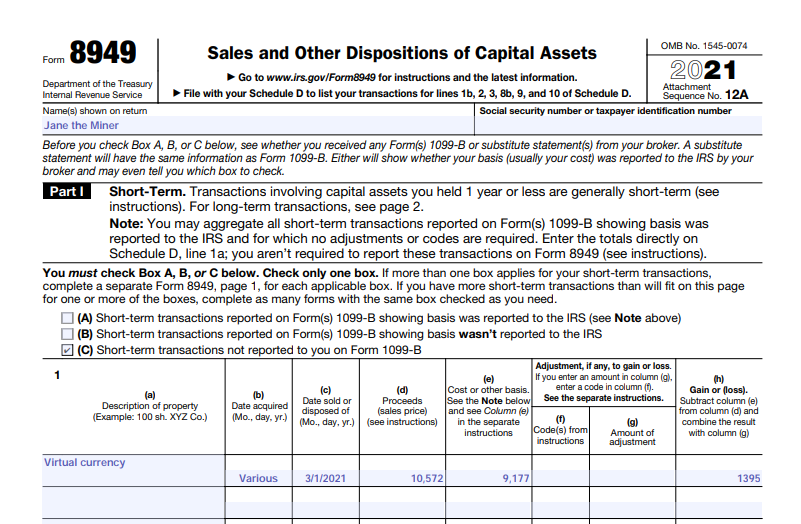 Form 8949
Department of the Treasury
Internal Revenue Service
Sales and Other Dispositions of Capital Assets
▶ Go to www.irs.gov/Form8949 for instructions and the latest information.
▶ File with your Schedule D to list your transactions for lines 1b, 2, 3, 8b, 9, and 10 of Schedule D.
OMB No. 1545-0074
2021
Attachment
Sequence No. 12A
Name(s) shown on return
Jane the Miner
Social security number or taxpayer identification number
Before you check Box A, B, or C below, see whether you received any Form(s) 1099-B or substitute statement(s) from your broker. A substitute
statement will have the same information as Form 1099-B. Either will show whether your basis (usually your cost) was reported to the IRS by your
broker and may even tell you which box to check.
Part I
Short-Term. Transactions involving capital assets you held 1 year or less are generally short-term (see
instructions). For long-term transactions, see page 2.
Note: You may aggregate all short-term transactions reported on Form(s) 1099-B showing basis was
reported to the IRS and for which no adjustments or codes are required. Enter the totals directly on
Schedule D, line 1a; you aren't required to report these transactions on Form 8949 (see instructions).
You must check Box A, B, or C below. Check only one box. If more than one box applies for your short-term transactions,
complete a separate Form 8949, page 1, for each applicable box. If you have more short-term transactions than will fit on this page
for one or more of the boxes, complete as many forms with the same box checked as you need.
(A) Short-term transactions reported on Form(s) 1099-B showing basis was reported to the IRS (see Note above)
(B) Short-term transactions reported on Form(s) 1099-B showing basis wasn't reported to the IRS
(C) Short-term transactions not reported to you on Form 1099-B
1
(a)
Description of property
(Example: 100 sh. XYZ Co.)
(b)
Date acquired
(Mo., day, yr.)
(c)
Date sold or
disposed of
(Mo., day, yr.)
(d)
Proceeds
(sales price)
(see instructions)
(e)
Cost or other basis.
See the Note below
and see Column (e)
in the separate
instructions
Adjustment, if any, to gain or loss.
If you enter an amount in column (g),
enter a code in column (f).
See the separate instructions.
(f)
Code(s) from
instructions
(g)
Amount of
adjustment
(h)
Gain or (loss).
Subtract column (e)
from column (d) and
combine the result
with column (g)
Virtual currency
Various 3/1/2021 10,572 9,177 1395